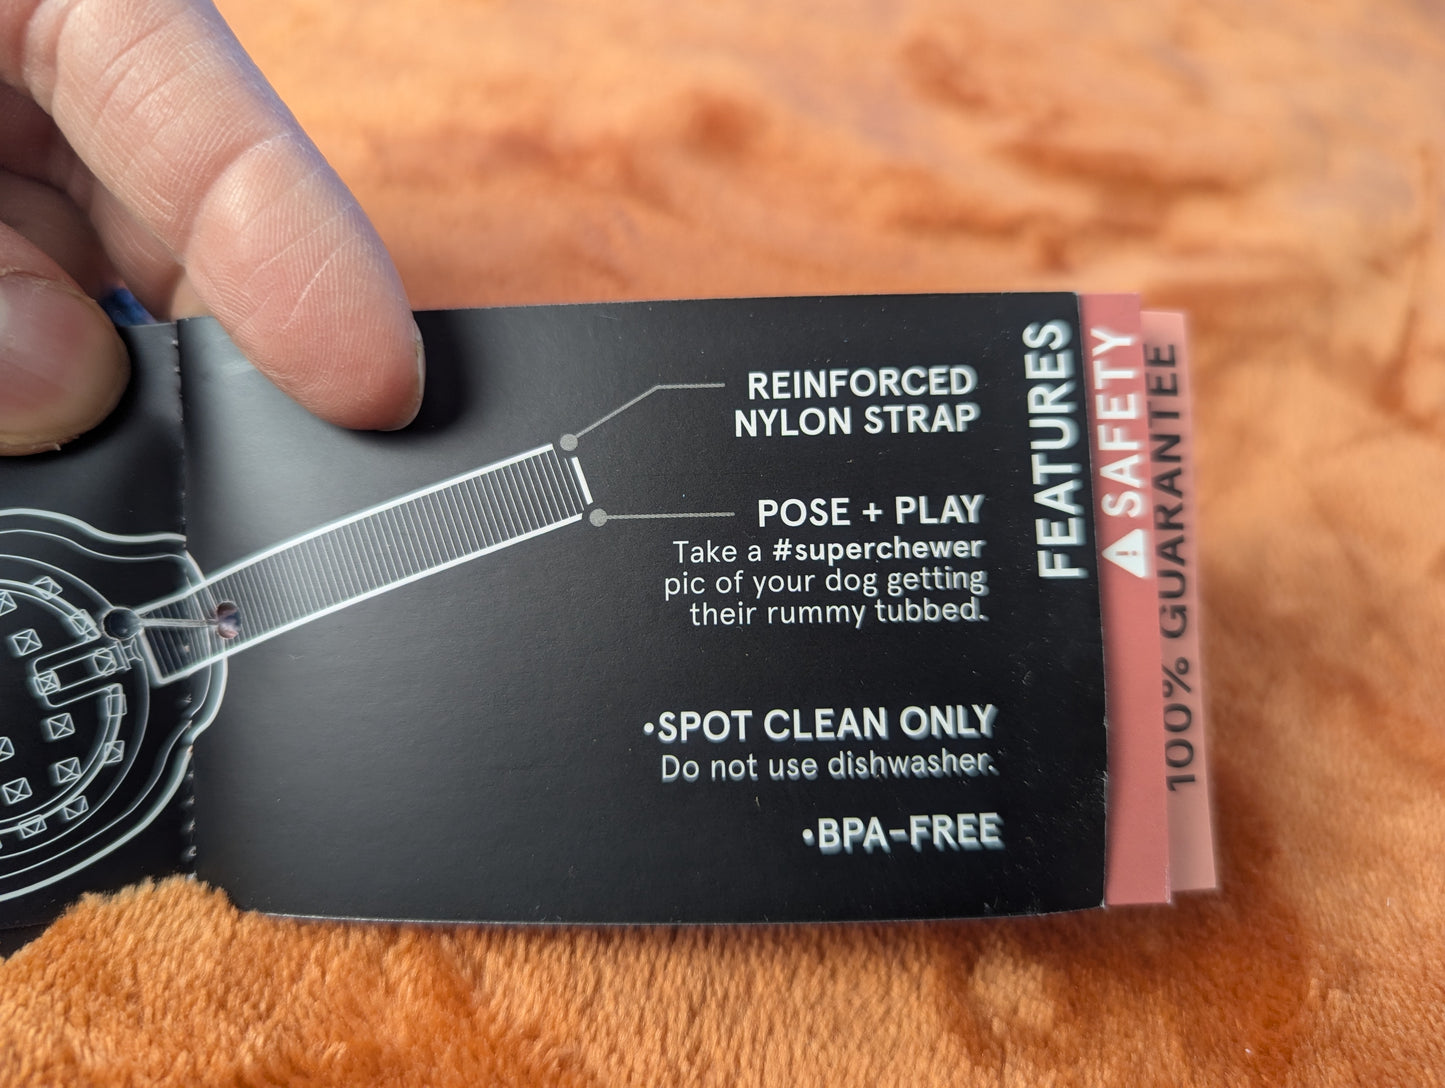 REINFORCED
NYLON STRAP
POSE + PLAY
Take a #superchewer
pic of your dog getting
their rummy tubbed.
•SPOT CLEAN ONLY
Do not use dishwasher.
•BPA-FREE
FEATURES
SAFETY
100% GUARANTEE